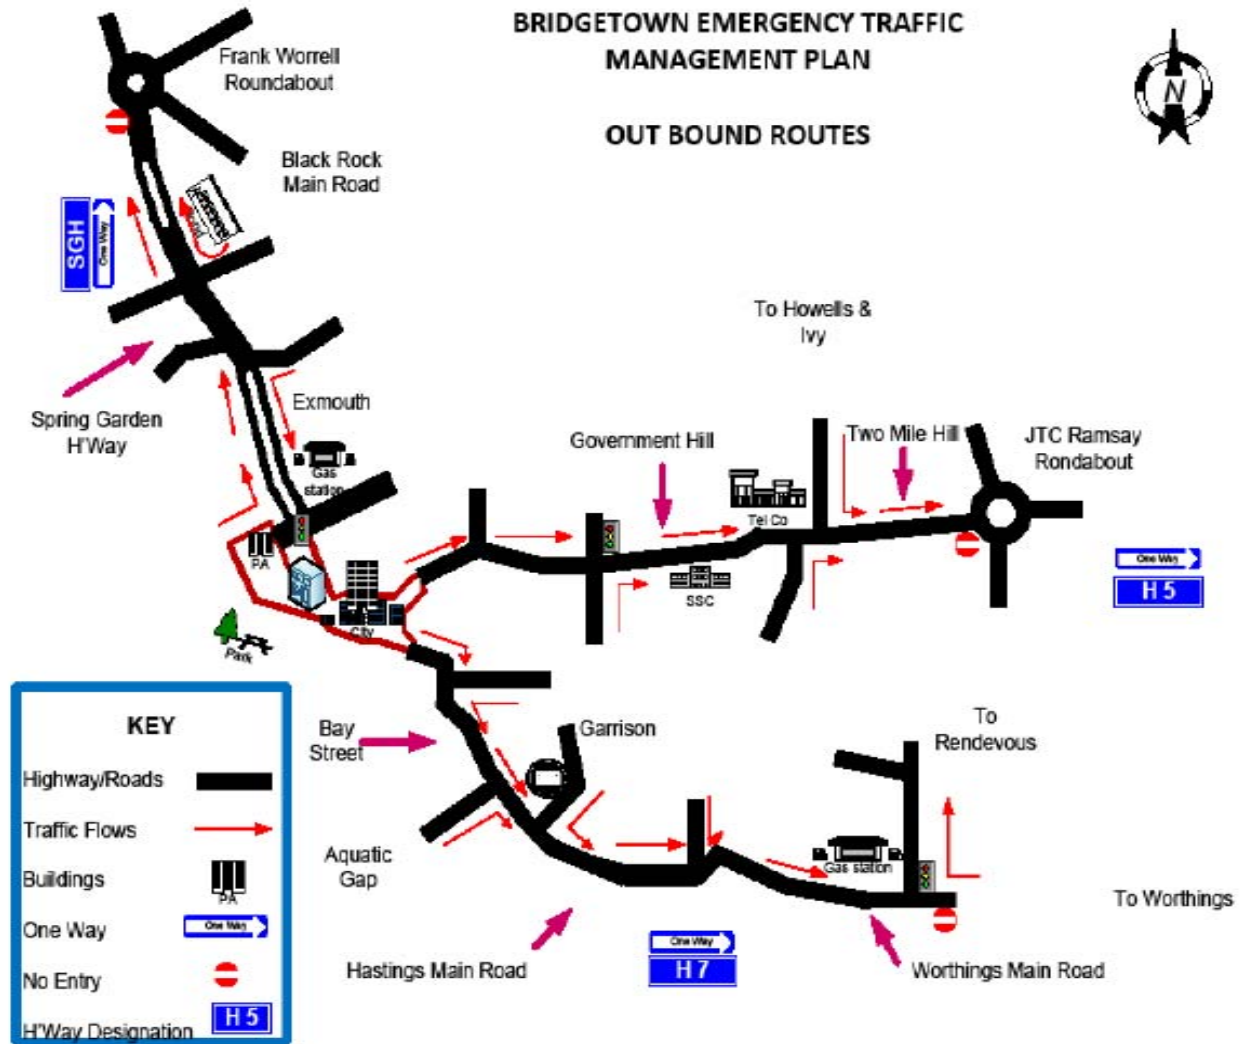 BRIDGETOWN EMERGENCY TRAFFIC
MANAGEMENT PLAN
OUT BOUND ROUTES
N
Frank Worrell
Roundabout
Black Rock
Main Road
SGH
One Way
To Howells &
Ivy
Spring Garden
H'Way
Exmouth
Gas
station
Government Hill
Two Mile Hill
JTC Ramsay
Rondabout
Tel Co
PA
SSC
One Way
H 5
City
Park
KEY
Highway/Roads
Traffic Flows
Buildings
PA
One Way
One Way
No Entry
H'Way Designation
H 5
Bay
Street
Garrison
To
Rendevous
Aquatic
Gap
Gas station
To Worthings
Hastings Main Road
One Way
H 7
Worthings Main Road